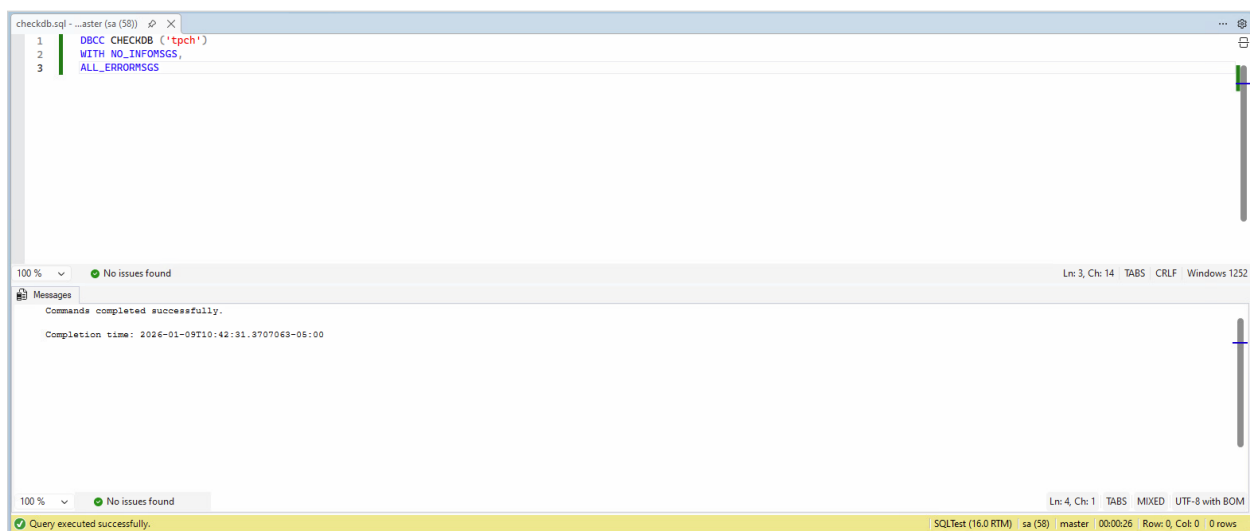 checkdb.sql - ...aster (sa (58))
1 DBCC CHECKDB ('tpch')
2 WITH NO_INFOMSGS,
3 ALL_ERRORMSGS
100 % No issues found Ln: 3, Ch: 14 TABS CRLF Windows 1252
Messages
Commands completed successfully.
Completion time: 2026-01-09T10:42:31.3707063-05:00
100 % No issues found Ln: 4, Ch: 1 TABS MIXED UTF-8 with BOM
Query executed successfully. SQLTest (16.0 RTM) sa (58) master 00:00:26 Row: 0, Col: 0 0 rows